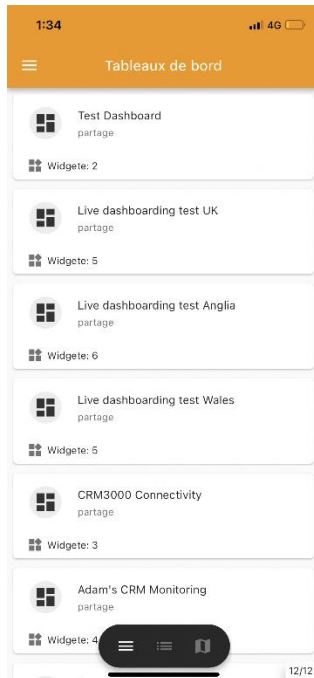 1:34
4G
Tableaux de bord
Test Dashboard
partage
Widgete: 2
Live dashboarding test UK
partage
Widgete: 5
Live dashboarding test Anglia
partage
Widgete: 6
Live dashboarding test Wales
partage
Widgete: 5
CRM3000 Connectivity
partage
Widgete: 3
Adam's CRM Monitoring
partage
Widgete: 4
12/12